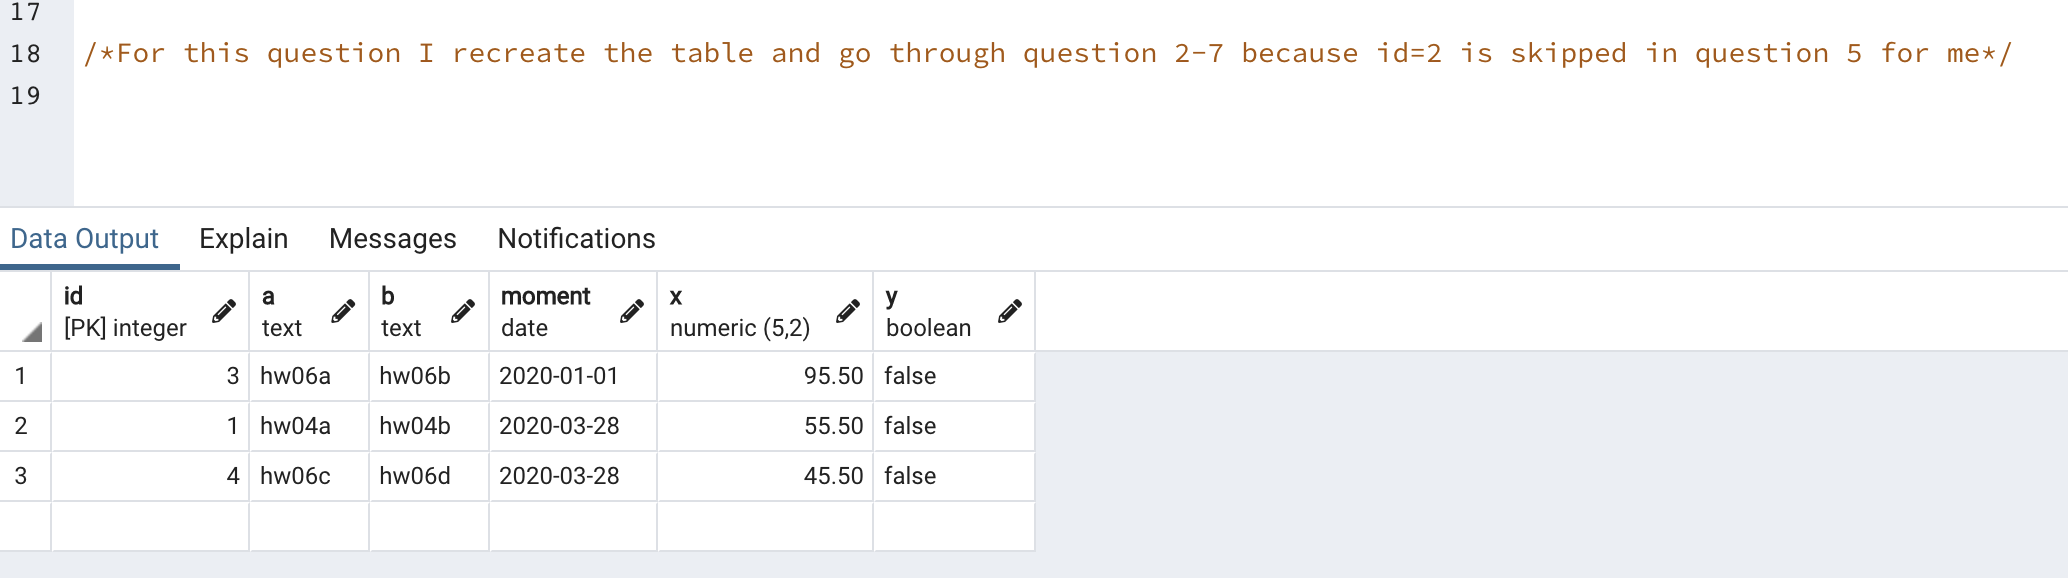 17
18 /*For this question I recreate the table and go through question 2-7 because id=2 is skipped in question 5 for me*/
19
Data Output Explain Messages Notifications
id a b moment x y
[PK] integer text text date numeric (5,2) boolean
1 3 hw06a hw06b 2020-01-01 95.50 false
2 1 hw04a hw04b 2020-03-28 55.50 false
3 4 hw06c hw06d 2020-03-28 45.50 false